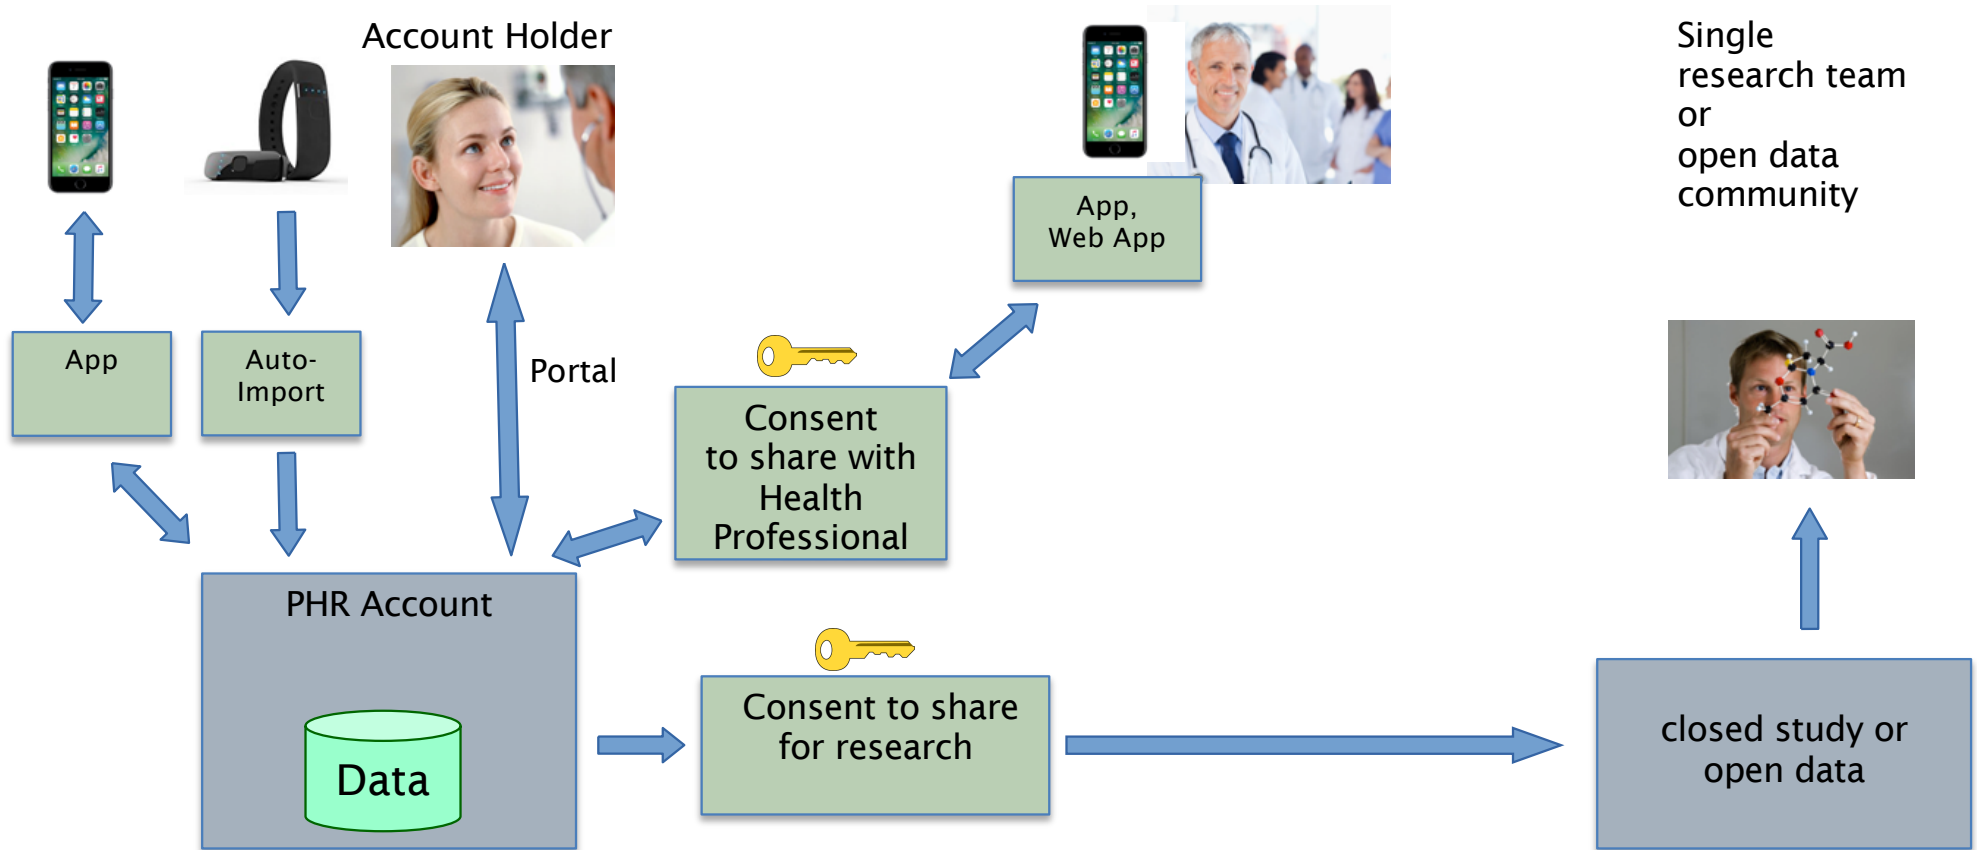 Account Holder
Single
research team
or
open data
community
App,
Web App
App
Auto-
Import
Portal
Consent
to share with
Health
Professional
PHR Account
Data
Consent to share
for research
closed study or
open data